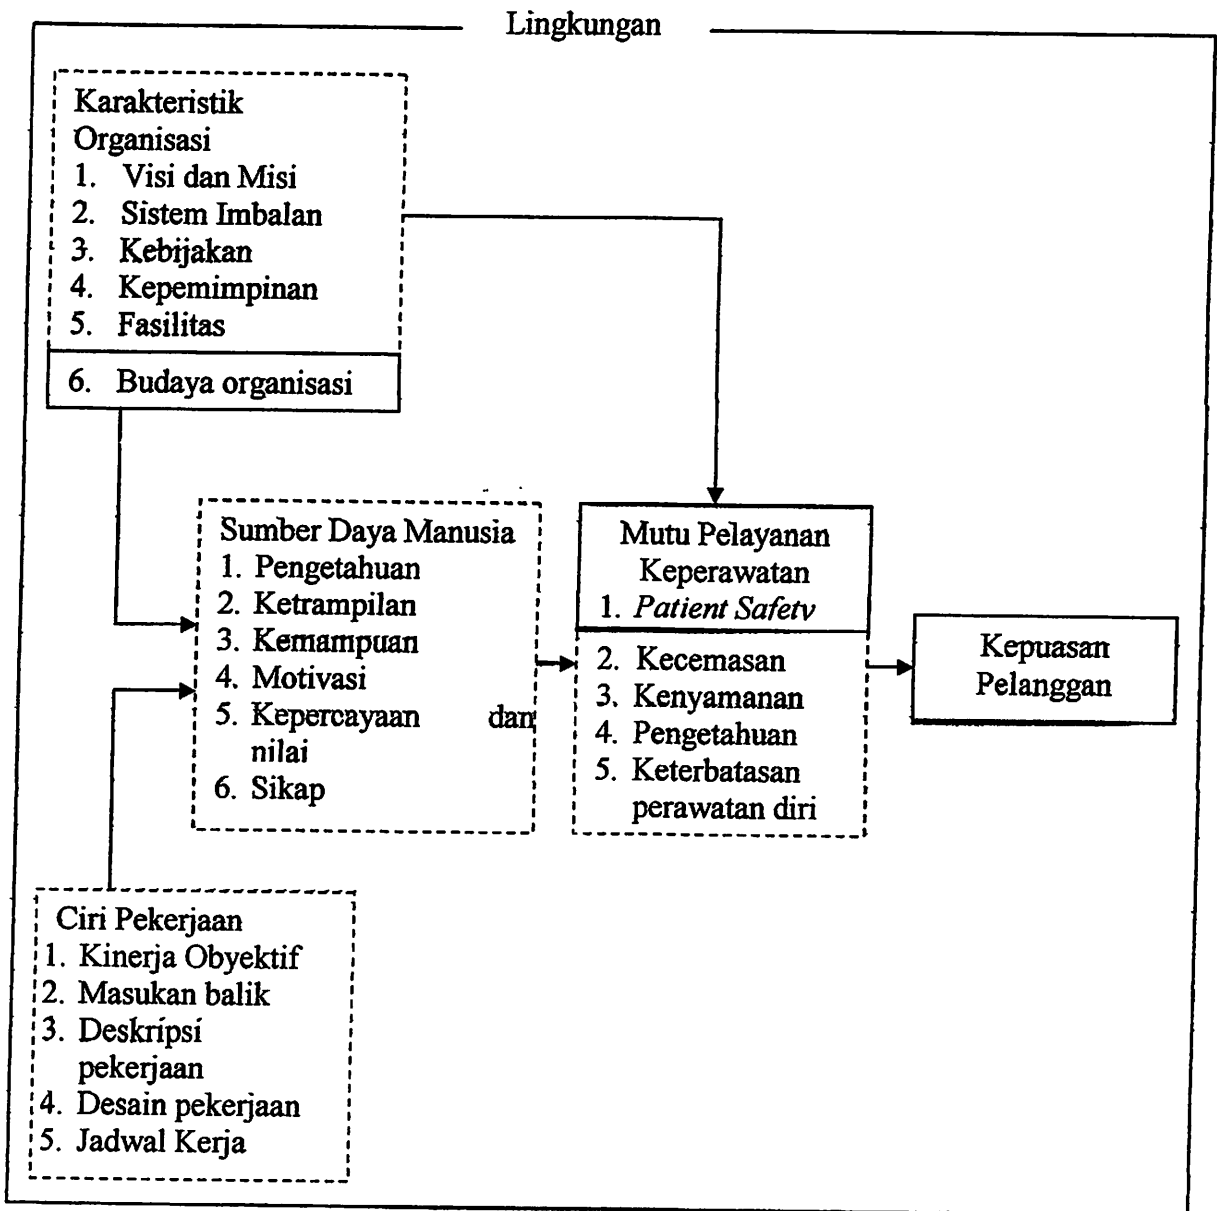 Lingkungan
Karakteristik
Organisasi
1. Visi dan Misi
2. Sistem Imbalan
3. Kebijakan
4. Kepemimpinan
5. Fasilitas
6. Budaya organisasi
Sumber Daya Manusia
1. Pengetahuan
2. Ketrampilan
3. Kemampuan
4. Motivasi
5. Kepercayaan dan
nilai
6. Sikap
Mutu Pelayanan
Keperawatan
1. Patient Safety
2. Kecemasan
3. Kenyamanan
4. Pengetahuan
5. Keterbatasan
perawatan diri
Kepuasan
Pelanggan
Ciri Pekerjaan
1. Kinerja Obyektif
2. Masukan balik
3. Deskripsi
pekerjaan
4. Desain pekerjaan
5. Jadwal Kerja